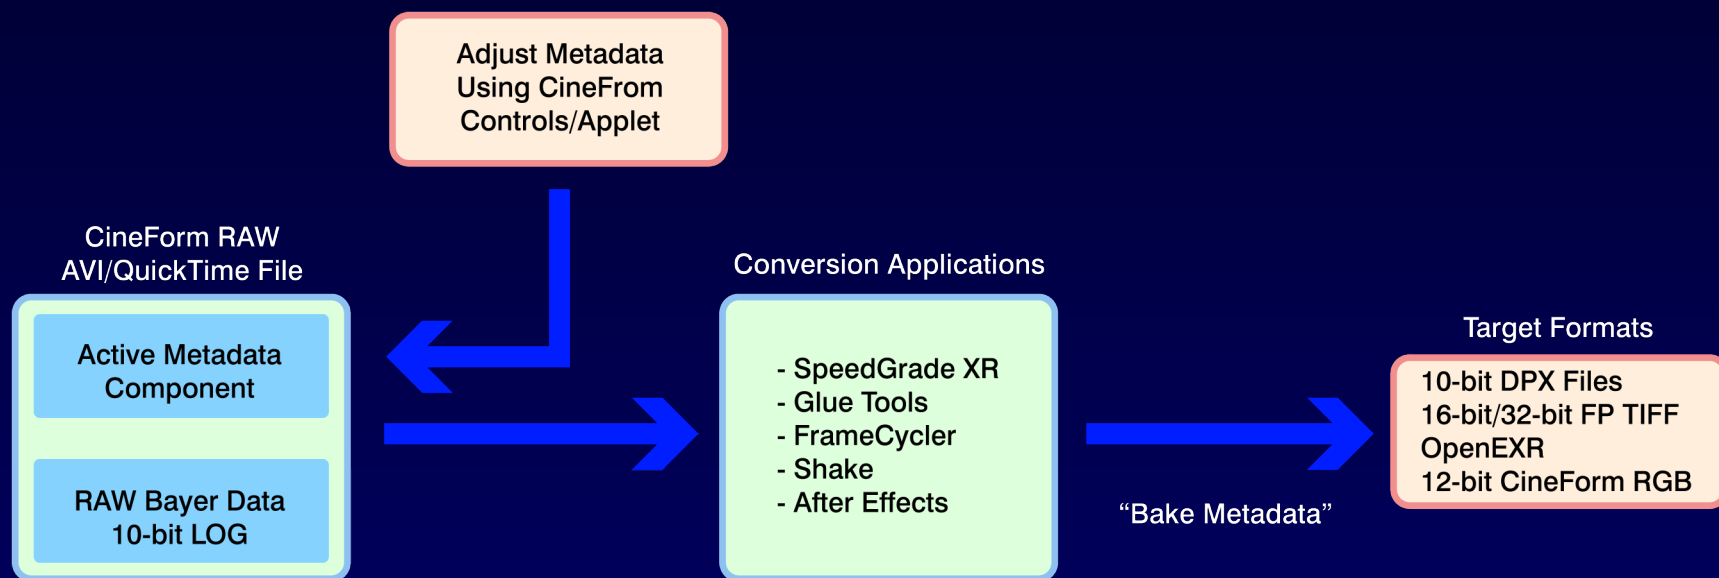 Adjust Metadata
Using CineFrom
Controls/Applet
CineForm RAW
AVI/QuickTime File
Active Metadata
Component
RAW Bayer Data
10-bit LOG
Conversion Applications
- SpeedGrade XR
- Glue Tools
- FrameCycler
- Shake
- After Effects
“Bake Metadata”
Target Formats
10-bit DPX Files
16-bit/32-bit FP TIFF
OpenEXR
12-bit CineForm RGB